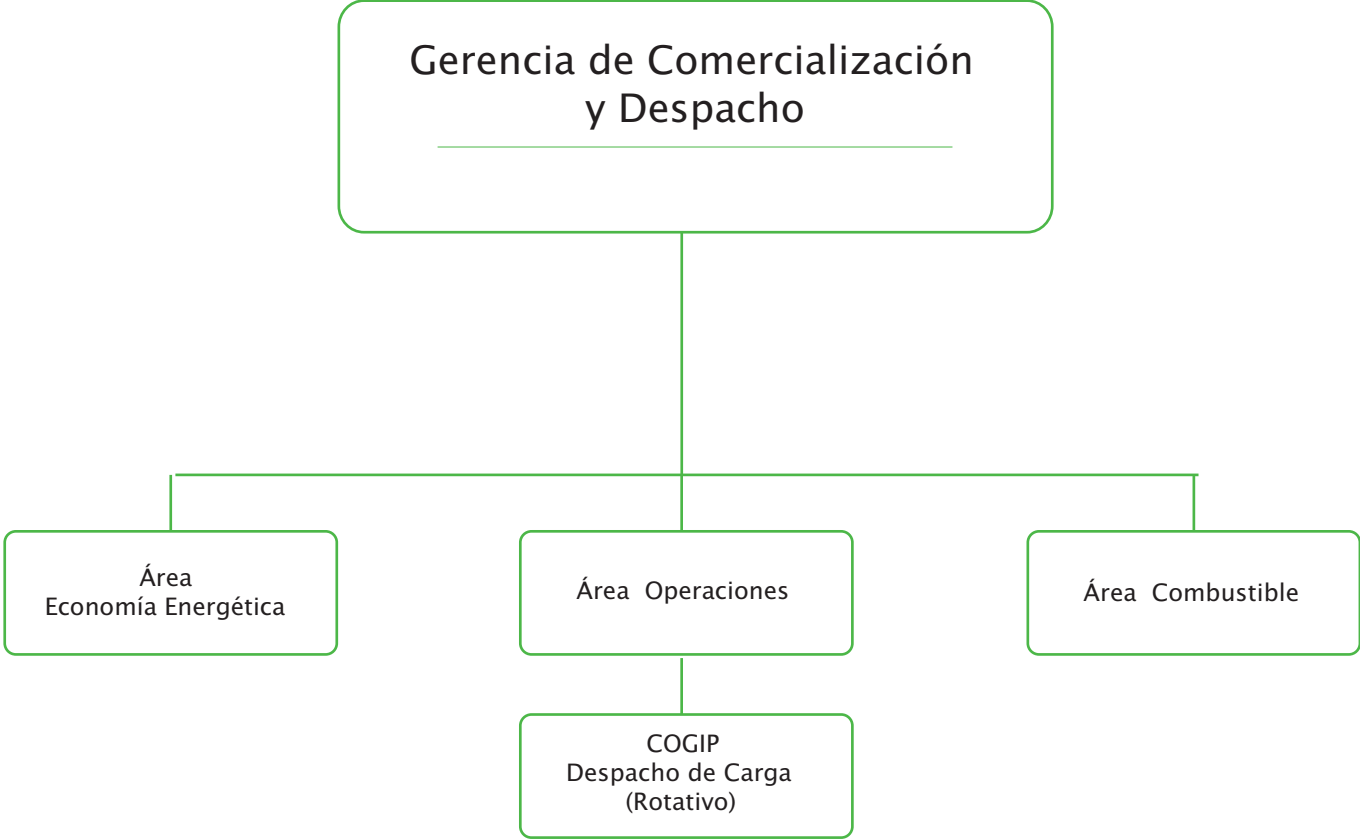 Gerencia de Comercialización
y Despacho
Área
Economía Energética
Área Operaciones
Área Combustible
COGIP
Despacho de Carga
(Rotativo)